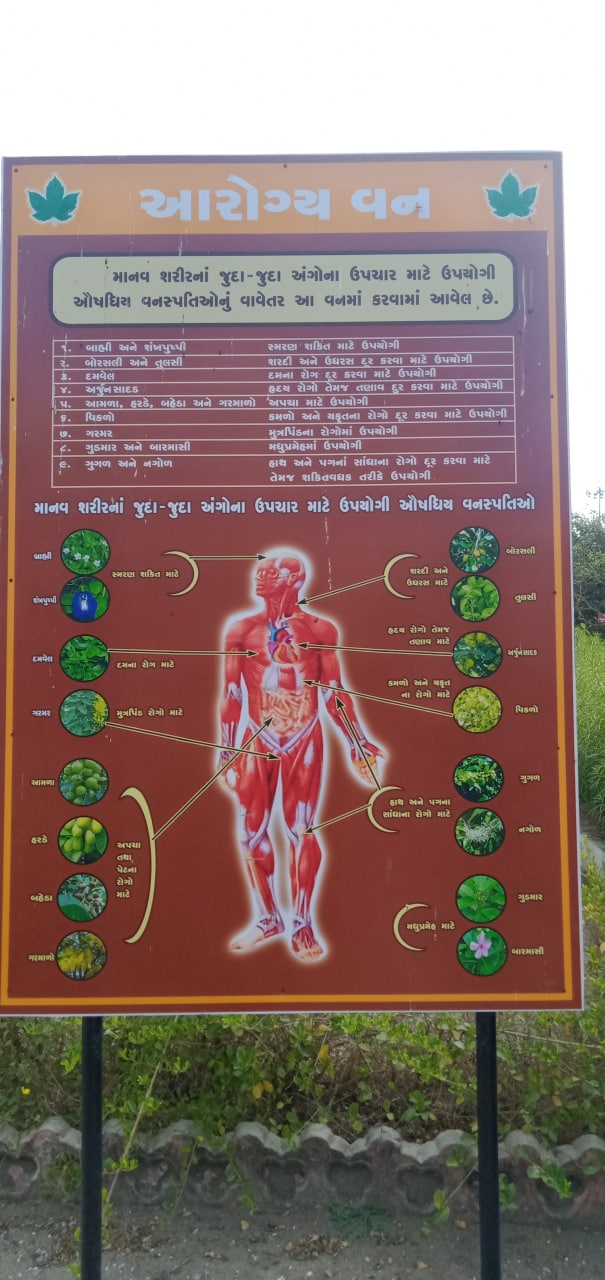 આરોગ્ય વન
માનવ શરીરનાં જુદા-જુદા અંગોના ઉપચાર માટે ઉપયોગી
ઔષધિય વનસ્પતિઓનું વાવેતર આ વનમાં કરવામાં આવેલ છે.
૧. બાહ્મી અને શંખપુષ્પી સ્મરણ શકિત માટે ઉપયોગી
૨. બોરસલી અને તુલસી શરદી અને ઉધરસ દૂર કરવા માટે ઉપયોગી
૩. દમવેલ દમના રોગ દૂર કરવા માટે ઉપયોગી
૪. અર્જુનસાદડ હૃદય રોગો તેમજ તણાવ દુર કરવા માટે ઉપયોગી
૫. આમળા, હરડે, બહેડા અને ગરમાળો અપચા માટે ઉપયોગી
૬. વિકળો કમળો અને યકૃતના રોગો દૂર કરવા માટે ઉપયોગી
૭. ગરમર મુત્રપિંડના રોગોમાં ઉપયોગી
૮. ગુડમાર અને બારમાસી મધુપ્રમેહમાં ઉપયોગી
૯. ગુગળ અને નગોળ હાથ અને પગનાં સાંધાના રોગો દૂર કરવા માટે
તેમજ શકિતવધક તરીકે ઉપયોગી
માનવ શરીરનાં જુદા-જુદા અંગોના ઉપચાર માટે ઉપયોગી ઔષધિય વનસ્પતિઓ
બ્રાહ્મી
સ્મરણ શકિત માટે
શંખપુષ્પી
દમવેલ
દમના રોગ માટે
ગરમર
મુત્રપિંડ રોગો માટે
આમળા
હરડે
અપચા
તથા
પેટના
રોગો
માટે
બહેડા
ગરમાળો
બોરસલી
શરદી અને
ઉધરસ માટે
તુલસી
હૃદય રોગો તેમજ
તણાવ માટે
અર્જુનસાદડ
કમળો અને યકૃત
ના રોગો માટે
વિકળો
ગુગળ
હાથ અને પગના
સાંધાના રોગો માટે
નગોળ
ગુડમાર
મધુપ્રમેહ માટે
બારમાસી